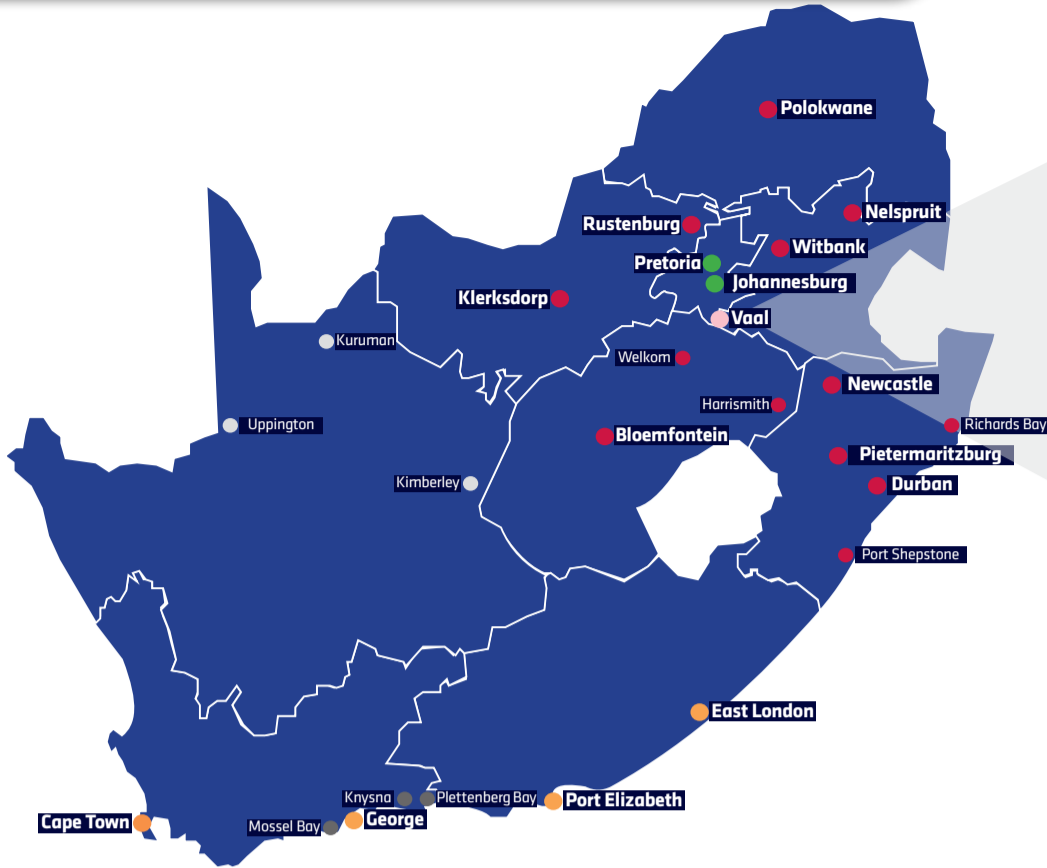 Polokwane
Nelspruit
Rustenburg
Witbank
Pretoria
Johannesburg
Klerksdorp
Vaal
Kuruman
Welkom
Newcastle
Harrismith
Uppington
Richards Bay
Bloemfontein
Pietermaritzburg
Kimberley
Durban
Port Shepstone
East London
Knysna
Plettenberg Bay
Port Elizabeth
Cape Town
Mossel Bay
George